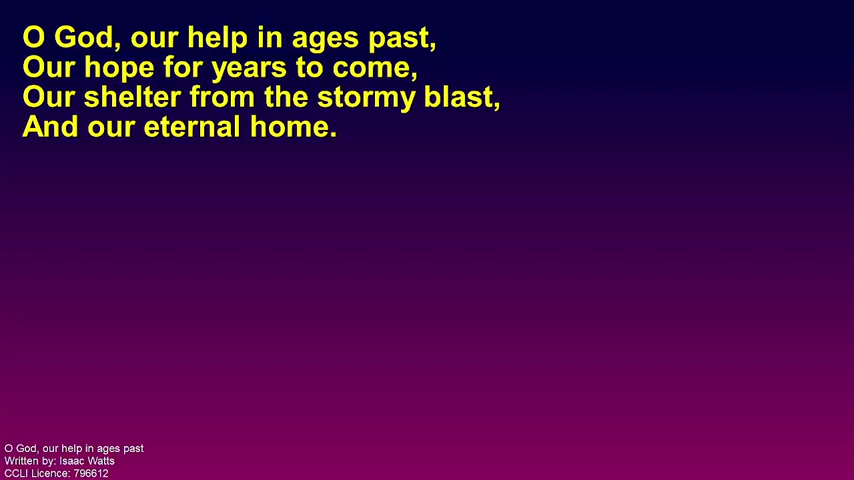 O God, our help in ages past,
Our hope for years to come,
Our shelter from the stormy blast,
And our eternal home.
O God, our help in ages past
Written by: Isaac Watts
CCLI Licence: 796612